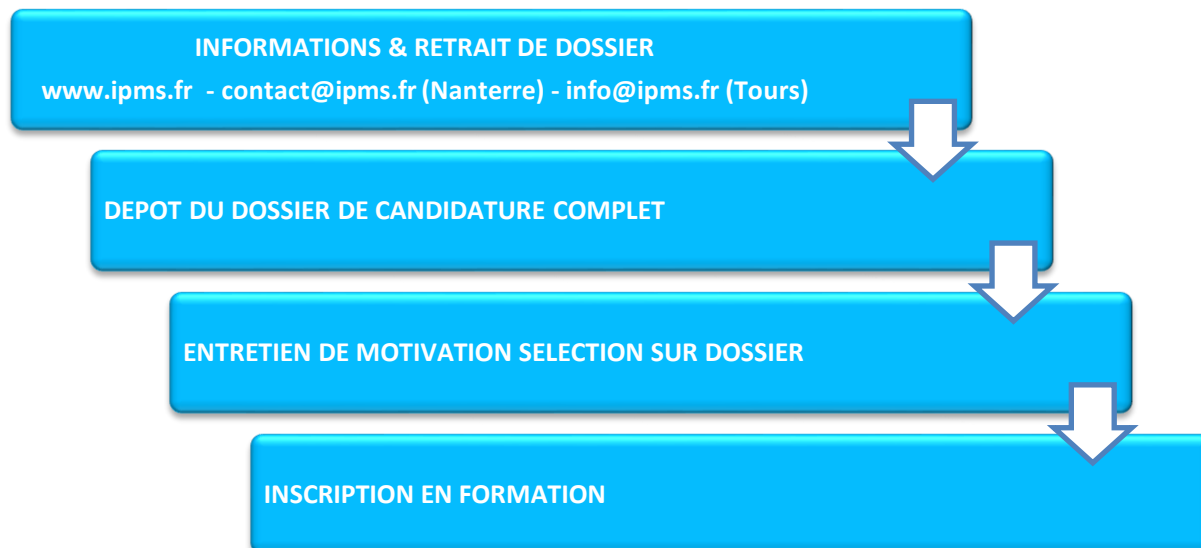 INFORMATIONS & RETRAIT DE DOSSIER
www.ipms.fr - contact@ipms.fr (Nanterre) - info@ipms.fr (Tours)
DEPOT DU DOSSIER DE CANDIDATURE COMPLET
ENTRETIEN DE MOTIVATION SELECTION SUR DOSSIER
INSCRIPTION EN FORMATION